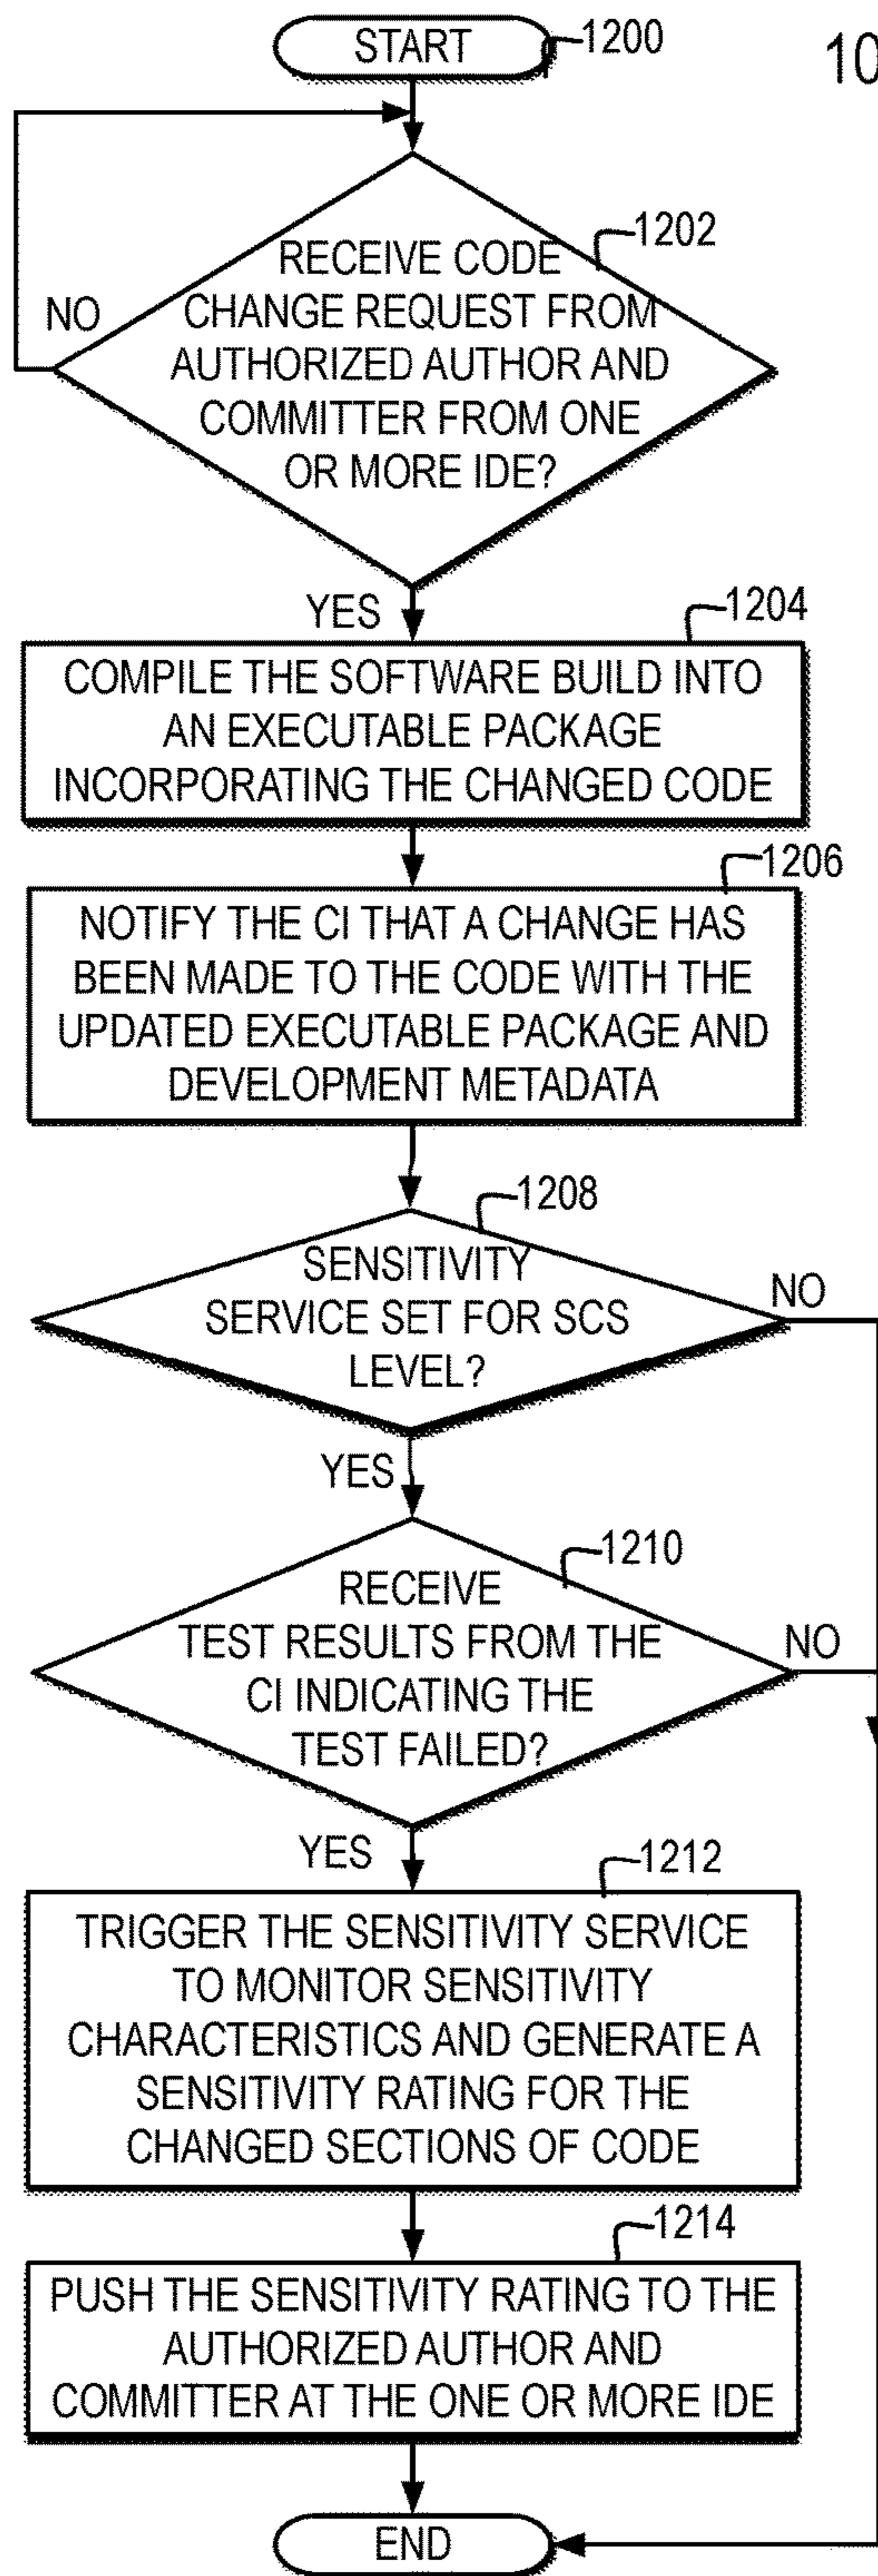 START
1200
10
1202
RECEIVE CODE
CHANGE REQUEST FROM
AUTHORIZED AUTHOR AND
COMMITTER FROM ONE
OR MORE IDE?
NO
YES
1204
COMPILE THE SOFTWARE BUILD INTO
AN EXECUTABLE PACKAGE
INCORPORATING THE CHANGED CODE
1206
NOTIFY THE CI THAT A CHANGE HAS
BEEN MADE TO THE CODE WITH THE
UPDATED EXECUTABLE PACKAGE AND
DEVELOPMENT METADATA
1208
SENSITIVITY
SERVICE SET FOR SCS
LEVEL?
NO
YES
1210
RECEIVE
TEST RESULTS FROM THE
CI INDICATING THE
TEST FAILED?
NO
YES
1212
TRIGGER THE SENSITIVITY SERVICE
TO MONITOR SENSITIVITY
CHARACTERISTICS AND GENERATE A
SENSITIVITY RATING FOR THE
CHANGED SECTIONS OF CODE
1214
PUSH THE SENSITIVITY RATING TO THE
AUTHORIZED AUTHOR AND
COMMITTER AT THE ONE OR MORE IDE
END